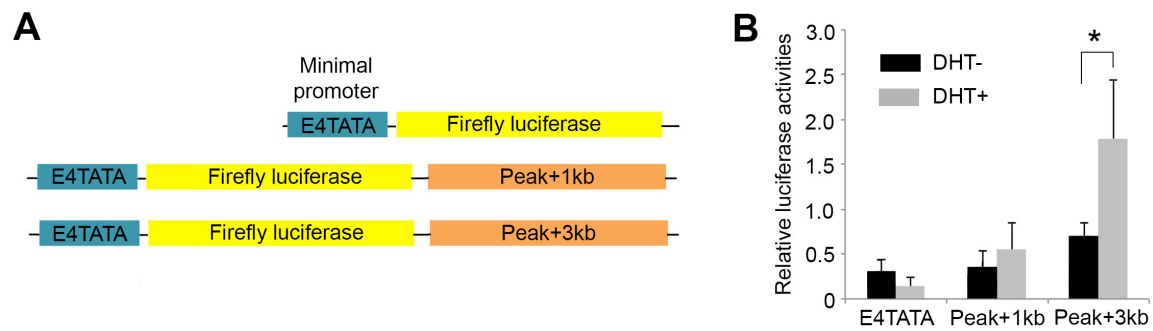 A
Minimal
promoter
E4TATA Firefly luciferase
E4TATA Firefly luciferase Peak+1kb
E4TATA Firefly luciferase Peak+3kb
B
Relative luciferase activities
3.0
2.5
2.0
1.5
1.0
0.5
0
DHT-
DHT+
*
E4TATA Peak+1kb Peak+3kb